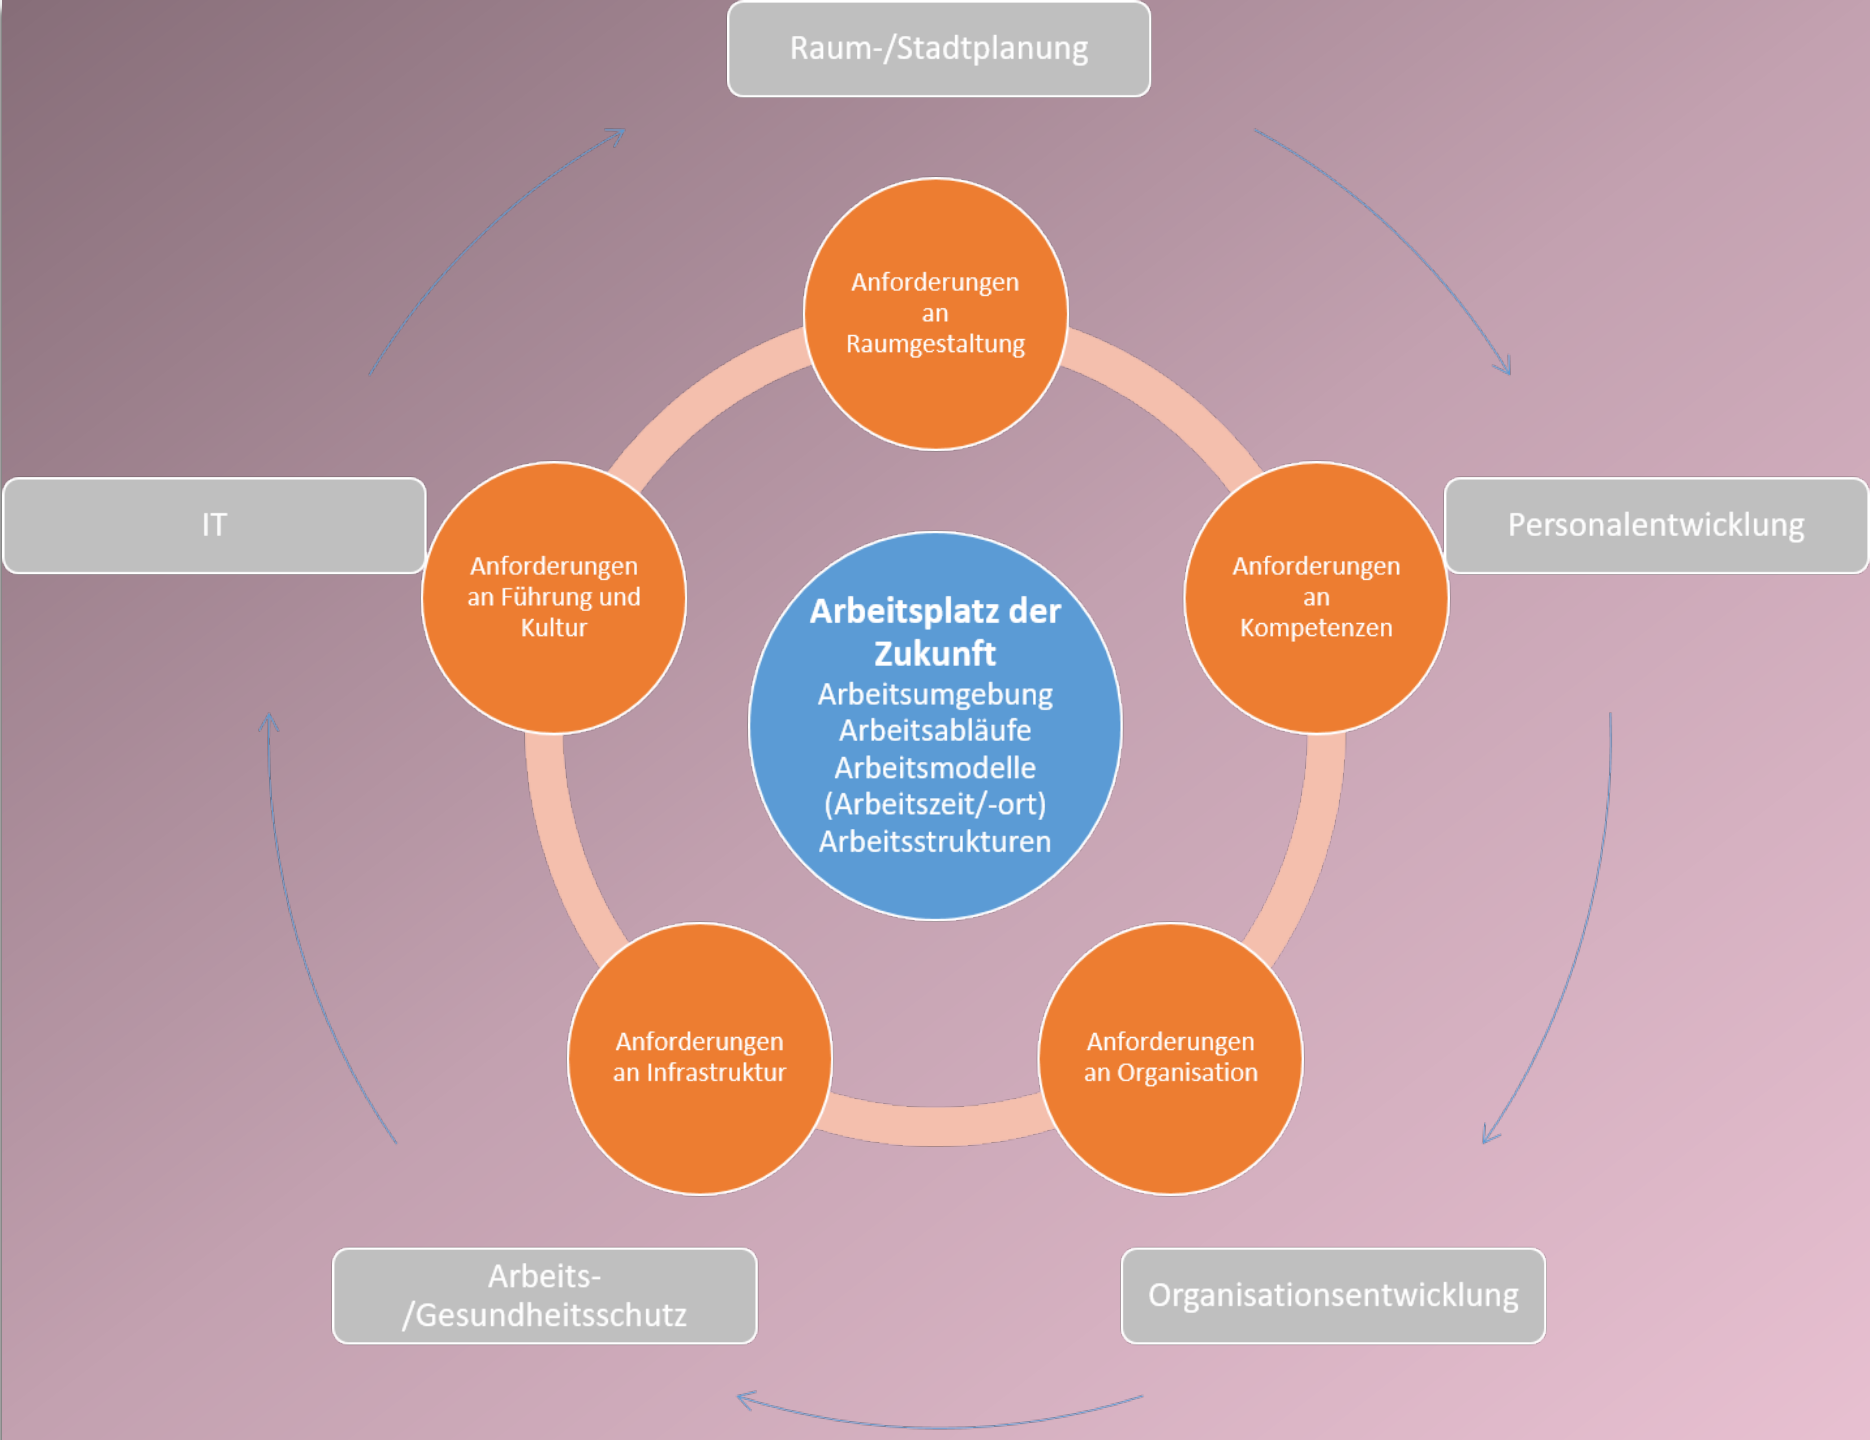 Raum-/Stadtplanung
Anforderungen
an
Raumgestaltung
IT
Personalentwicklung
Anforderungen
an Führung und
Kultur
Anforderungen
an
Kompetenzen
Arbeitsplatz der
Zukunft
Arbeitsumgebung
Arbeitsabläufe
Arbeitsmodelle
(Arbeitszeit/-ort)
Arbeitsstrukturen
Anforderungen
an Infrastruktur
Anforderungen
an Organisation
Arbeits-
/Gesundheitsschutz
Organisationsentwicklung